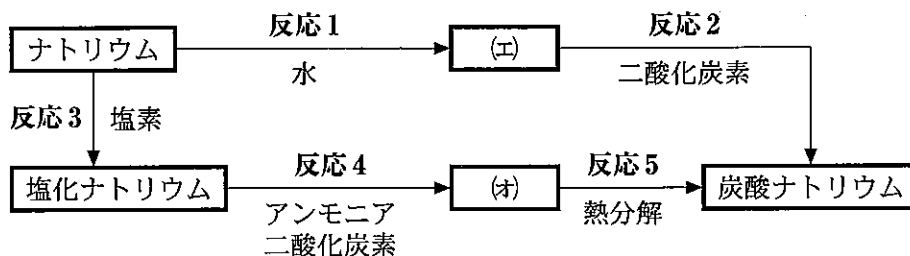 反応1
反応2
ナトリウム
㈓
水
二酸化炭素
反応3
塩素
反応4
反応5
塩化ナトリウム
㈔
炭酸ナトリウム
アンモニア
二酸化炭素
熱分解